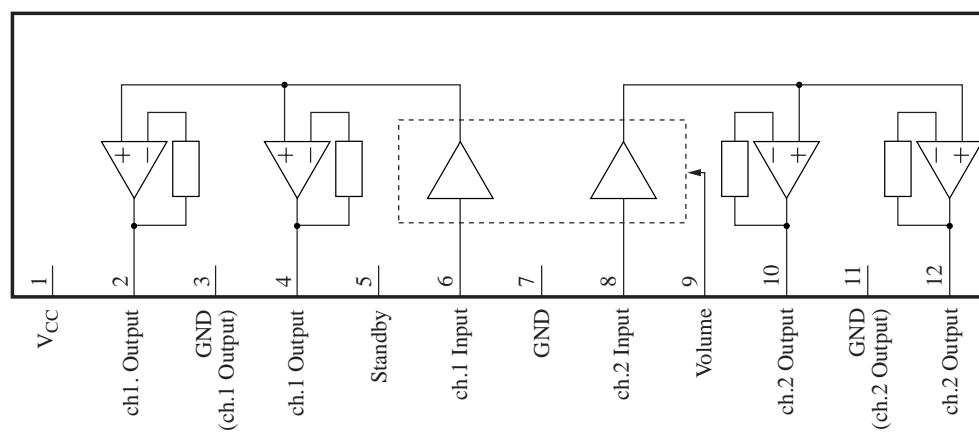 + −
+ −
− +
− +
1
2
3
4
5
6
7
8
9
10
11
12
VCC
ch1. Output
GND
(ch.1 Output)
ch.1 Output
Standby
ch.1 Input
GND
ch.2 Input
Volume
ch.2 Output
GND
(ch.2 Output)
ch.2 Output